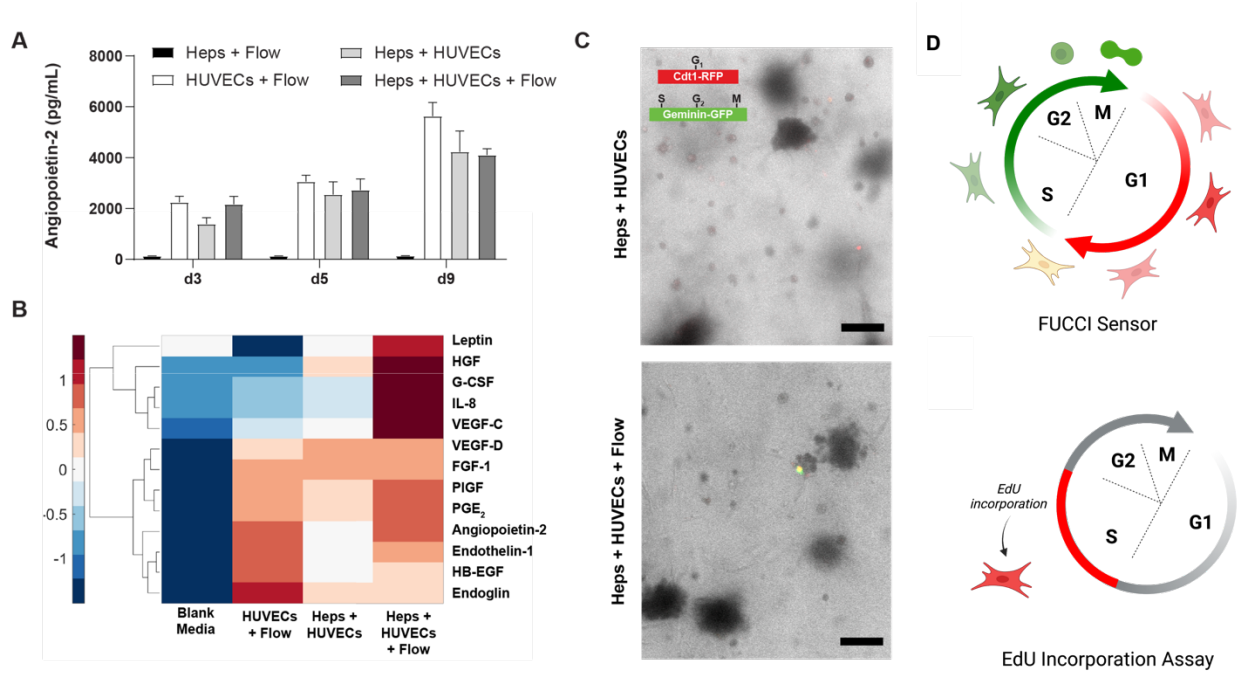 A
Heps + Flow
HUVECs + Flow
Heps + HUVECs
Heps + HUVECs + Flow
Angiopoietin-2 (pg/mL)
8000
6000
4000
2000
0
d3
d5
d9
B
1
0.5
0
-0.5
-1
Leptin
HGF
G-CSF
IL-8
VEGF-C
VEGF-D
FGF-1
PlGF
PGE₂
Angiopoietin-2
Endothelin-1
HB-EGF
Endoglin
Blank
Media
HUVECs
+ Flow
Heps +
HUVECs
Heps +
HUVECs
+ Flow
C
Heps + HUVECs
G₁
Cdt1-RFP
S G₂ M
Geminin-GFP
Heps + HUVECs + Flow
D
G2
M
S
G1
FUCCI Sensor
EdU
incorporation
G2
M
S
G1
EdU Incorporation Assay